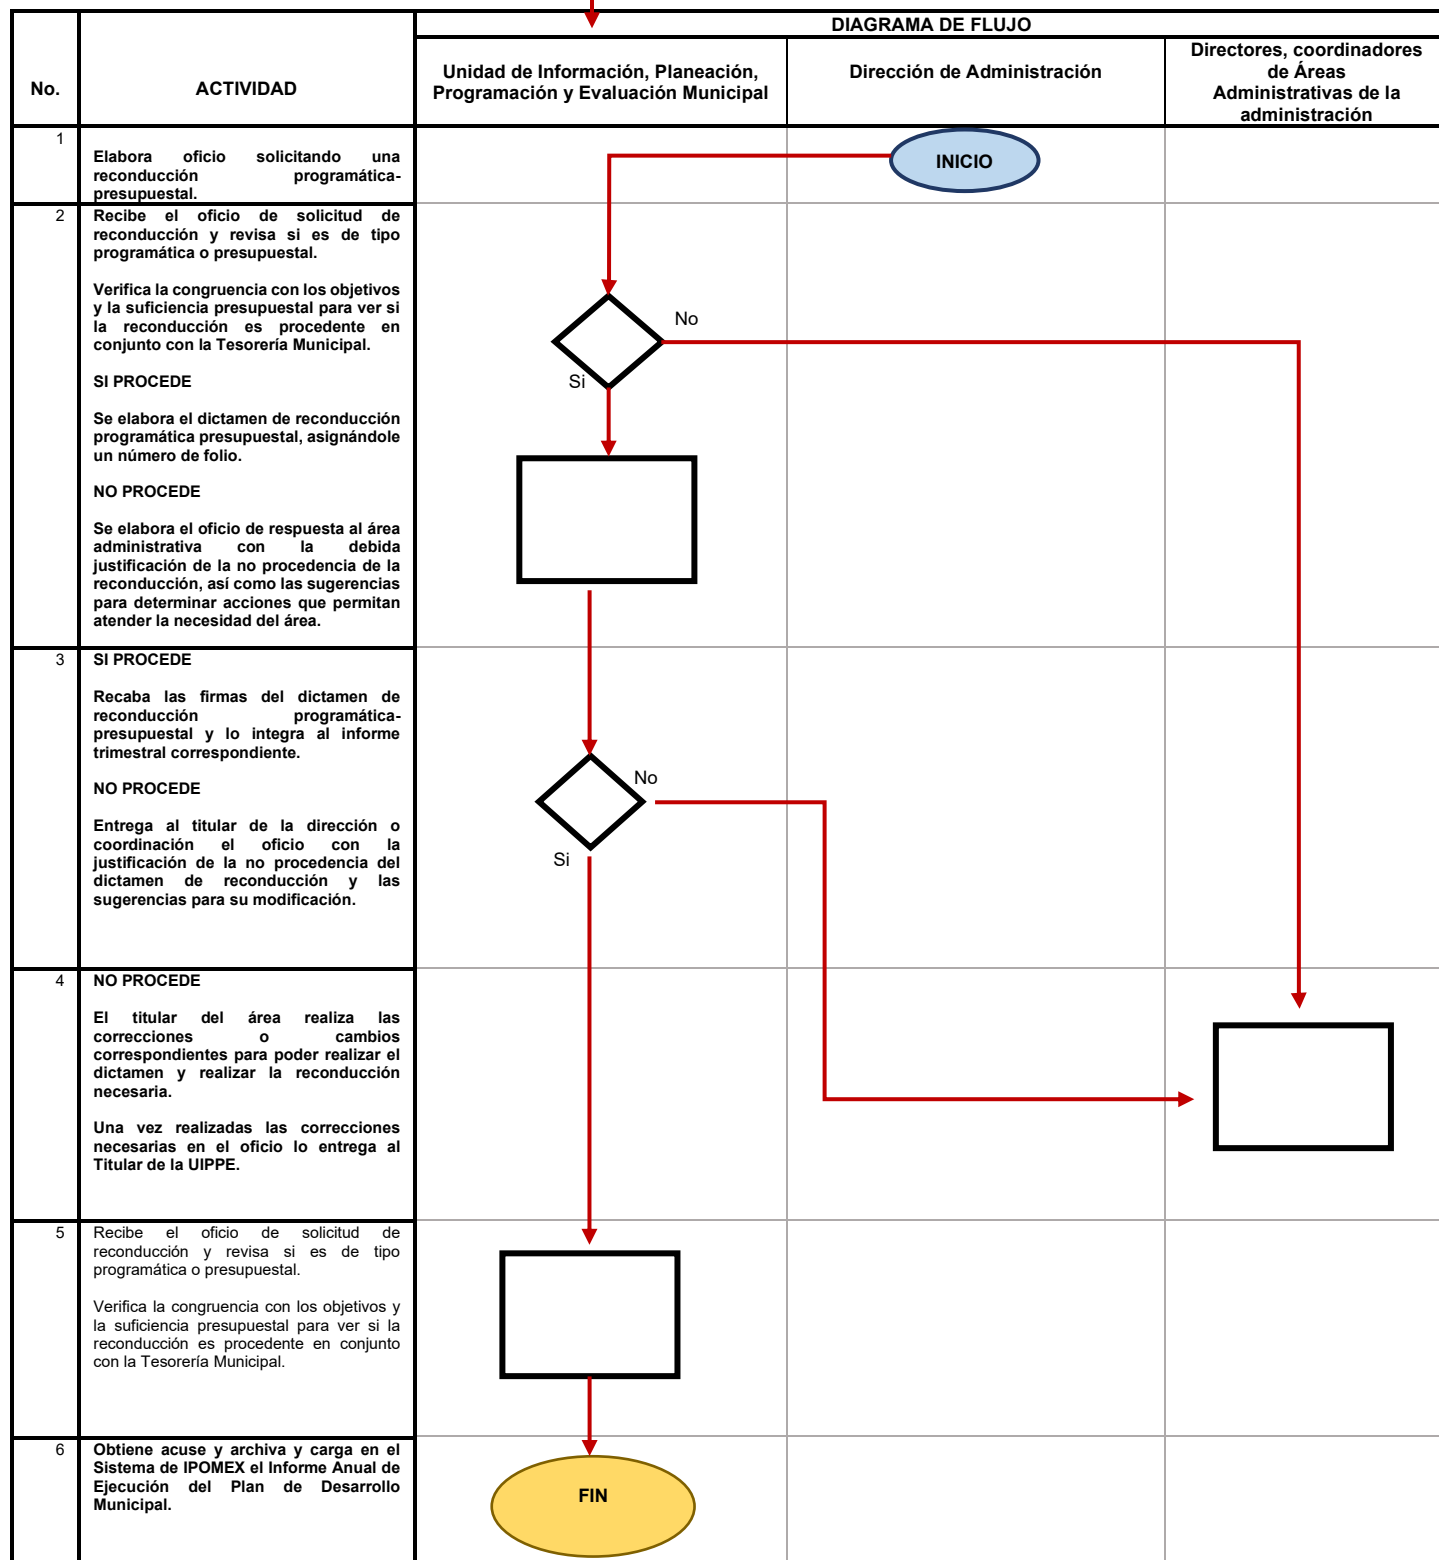 DIAGRAMA DE FLUJO
No.
ACTIVIDAD
Unidad de Información, Planeación,
Programación y Evaluación Municipal
Dirección de Administración
Directores, coordinadores
de Áreas
Administrativas de la
administración
1
Elabora oficio solicitando una
reconducción programática-
presupuestal.
INICIO
2
Recibe el oficio de solicitud de
reconducción y revisa si es de tipo
programática o presupuestal.
Verifica la congruencia con los objetivos
y la suficiencia presupuestal para ver si
la reconducción es procedente en
conjunto con la Tesorería Municipal.
SI PROCEDE
Se elabora el dictamen de reconducción
programática presupuestal, asignándole
un número de folio.
NO PROCEDE
Se elabora el oficio de respuesta al área
administrativa con la debida
justificación de la no procedencia de la
reconducción, así como las sugerencias
para determinar acciones que permitan
atender la necesidad del área.
No
Si
3
SI PROCEDE
Recaba las firmas del dictamen de
reconducción programática-
presupuestal y lo integra al informe
trimestral correspondiente.
NO PROCEDE
Entrega al titular de la dirección o
coordinación el oficio con la
justificación de la no procedencia del
dictamen de reconducción y las
sugerencias para su modificación.
No
Si
4
NO PROCEDE
El titular del área realiza las
correcciones o cambios
correspondientes para poder realizar el
dictamen y realizar la reconducción
necesaria.
Una vez realizadas las correcciones
necesarias en el oficio lo entrega al
Titular de la UIPPE.
5
Recibe el oficio de solicitud de
reconducción y revisa si es de tipo
programática o presupuestal.
Verifica la congruencia con los objetivos y
la suficiencia presupuestal para ver si la
reconducción es procedente en conjunto
con la Tesorería Municipal.
6
Obtiene acuse y archiva y carga en el
Sistema de IPOMEX el Informe Anual de
Ejecución del Plan de Desarrollo
Municipal.
FIN